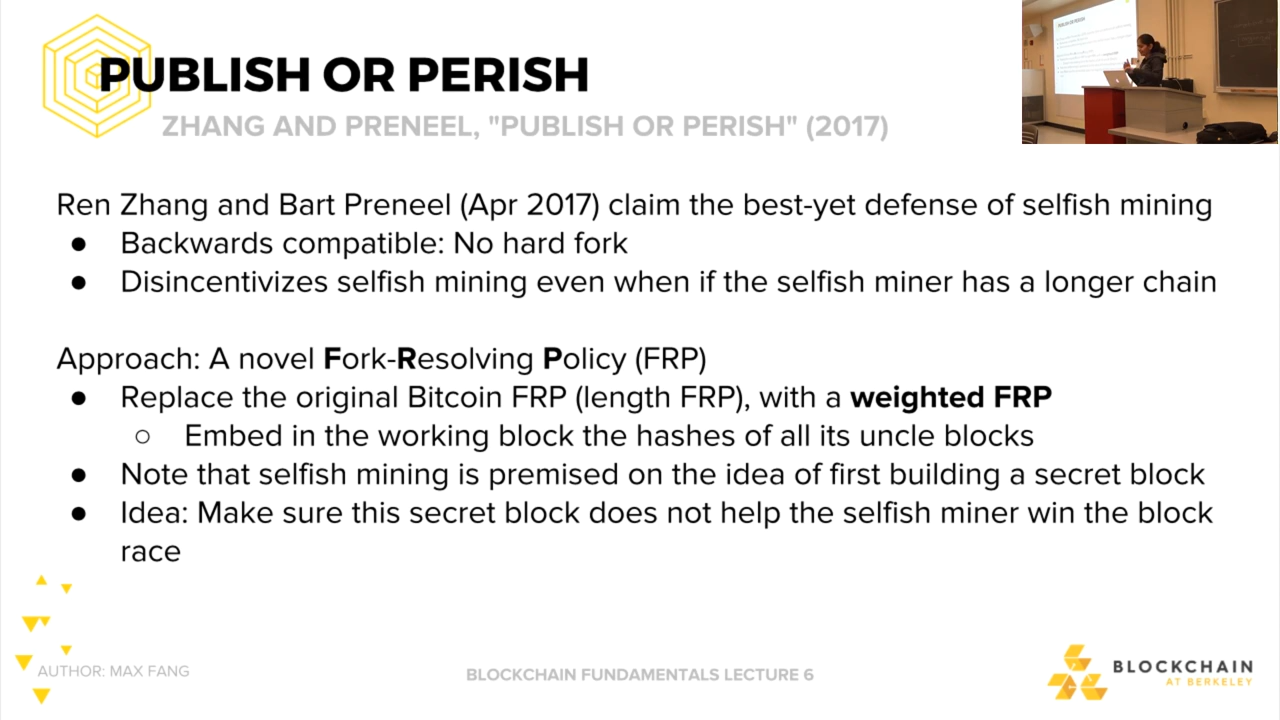 PUBLISH OR PERISH
ZHANG AND PRENEEL, "PUBLISH OR PERISH" (2017)
Ren Zhang and Bart Preneel (Apr 2017) claim the best-yet defense of selfish mining
● Backwards compatible: No hard fork
● Disincentivizes selfish mining even when if the selfish miner has a longer chain
Approach: A novel Fork-Resolving Policy (FRP)
● Replace the original Bitcoin FRP (length FRP), with a weighted FRP
○ Embed in the working block the hashes of all its uncle blocks
● Note that selfish mining is premised on the idea of first building a secret block
● Idea: Make sure this secret block does not help the selfish miner win the block
race
AUTHOR: MAX FANG
BLOCKCHAIN FUNDAMENTALS LECTURE 6
BLOCKCHAIN
AT BERKELEY
PUBLISH OR PERISH